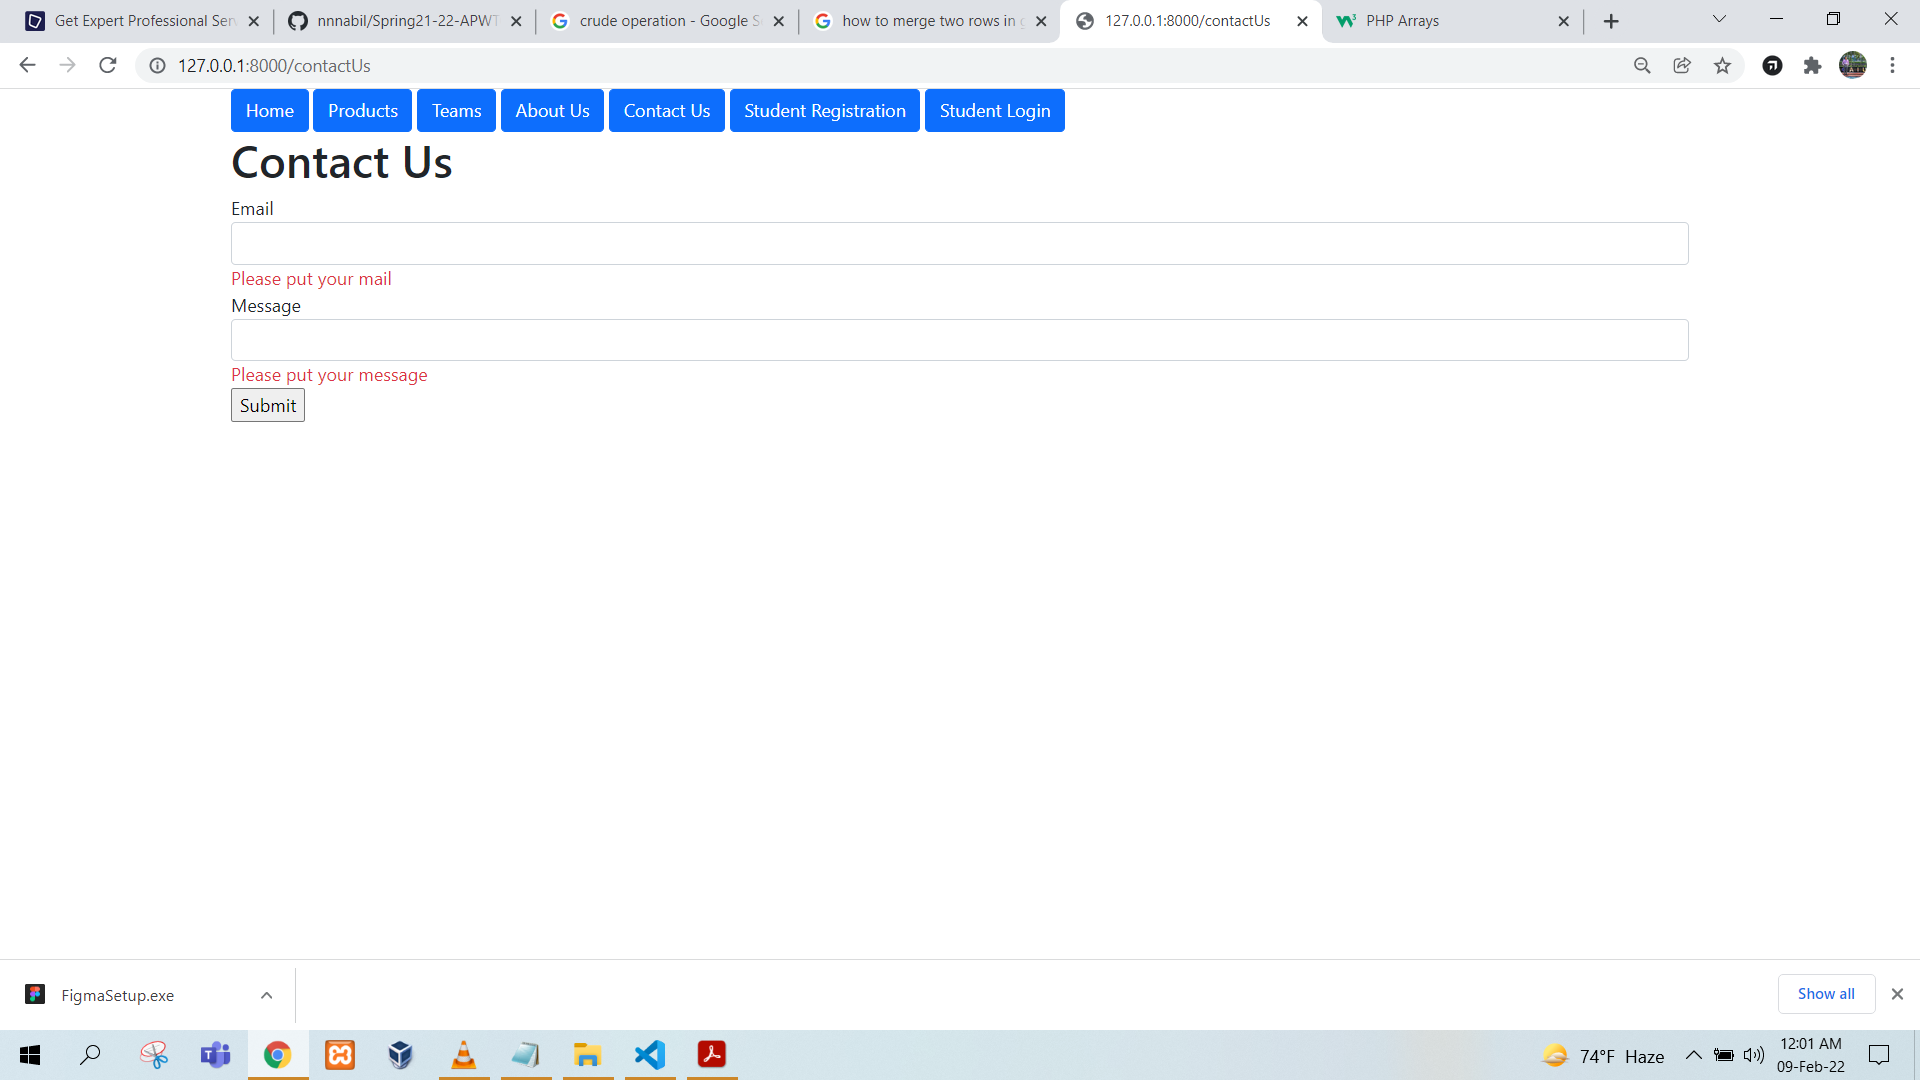 Get Expert Professional Ser
nnnabil/Spring21-22-APWT
crude operation - Google S
how to merge two rows in g
127.0.0.1:8000/contactUs
PHP Arrays
127.0.0.1:8000/contactUs
Home
Products
Teams
About Us
Contact Us
Student Registration
Student Login
Contact Us
Email
Please put your mail
Message
Please put your message
Submit
FigmaSetup.exe
Show all
74°F Haze
12:01 AM
09-Feb-22